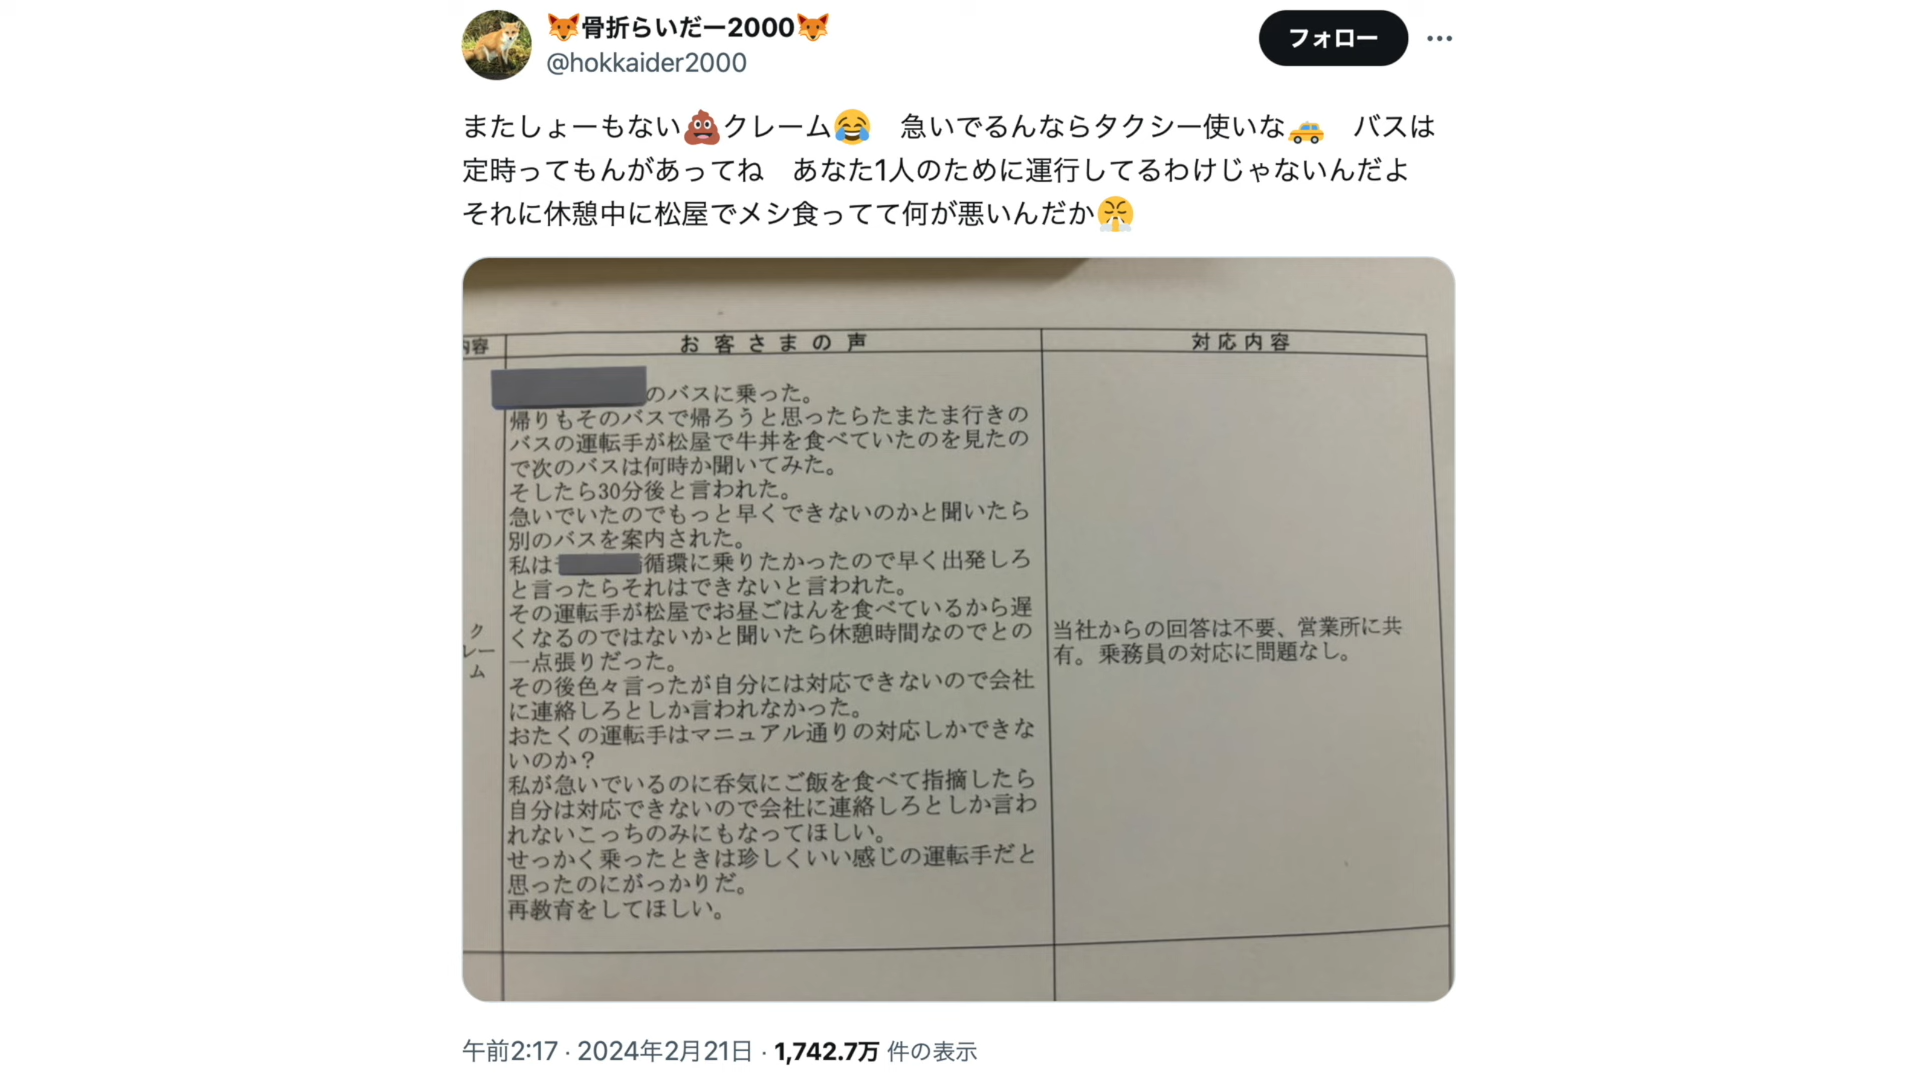 🦊骨折らいだー2000🦊
@hokkaider2000
フォロー
またしょーもない💩クレーム😂　急いでるんならタクシー使いな🚕　バスは
定時ってもんがあってね　あなた1人のために運行してるわけじゃないんだよ
それに休憩中に松屋でメシ食ってて何が悪いんだか😤
内容
お客さまの声
対応内容
クレーム
のバスに乗った。
帰りもそのバスで帰ろうと思ったらたまたま行きの
バスの運転手が松屋で牛丼を食べていたのを見たの
で次のバスは何時か聞いてみた。
そしたら30分後と言われた。
急いでいたのでもっと早くできないのかと聞いたら
別のバスを案内された。
私は循環に乗りたかったので早く出発しろ
と言ったらそれはできないと言われた。
その運転手が松屋でお昼ごはんを食べているから遅
くなるのではないかと聞いたら休憩時間なのでとの
一点張りだった。
その後色々言ったが自分には対応できないので会社
に連絡しろとしか言われなかった。
おたくの運転手はマニュアル通りの対応しかできな
いのか？
私が急いでいるのに呑気にご飯を食べて指摘したら
自分は対応できないので会社に連絡しろとしか言わ
れないこっちのみにもなってほしい。
せっかく乗ったときは珍しくいい感じの運転手だと
思ったのにがっかりだ。
再教育をしてほしい。
当社からの回答は不要、営業所に共
有。乗務員の対応に問題なし。
午前2:17 · 2024年2月21日 · 1,742.7万 件の表示